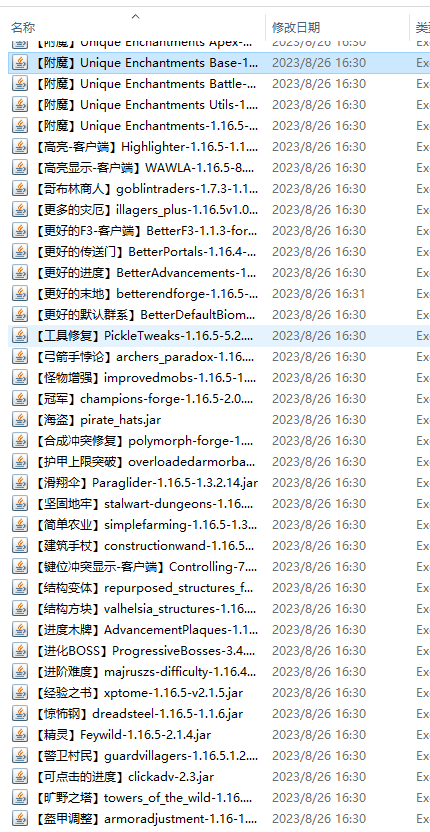 名称 修改日期 类型
【附魔】Unique Enchantments Apex-... 2023/8/26 16:30 Ex
【附魔】Unique Enchantments Base-1... 2023/8/26 16:30 Ex
【附魔】Unique Enchantments Battle-... 2023/8/26 16:30 Ex
【附魔】Unique Enchantments Utils-1... 2023/8/26 16:30 Ex
【附魔】Unique Enchantments-1.16.5-... 2023/8/26 16:30 Ex
【高亮-客户端】Highlighter-1.16.5-1.1... 2023/8/26 16:30 Ex
【高亮显示-客户端】WAWLA-1.16.5-8.... 2023/8/26 16:30 Ex
【哥布林商人】goblintraders-1.7.3-1.1... 2023/8/26 16:30 Ex
【更多的灾厄】illagers_plus-1.16.5v1.0... 2023/8/26 16:30 Ex
【更好的F3-客户端】BetterF3-1.1.3-for... 2023/8/26 16:30 Ex
【更好的传送门】BetterPortals-1.16.4-... 2023/8/26 16:30 Ex
【更好的进度】BetterAdvancements-1... 2023/8/26 16:30 Ex
【更好的末地】betterendforge-1.16.5-... 2023/8/26 16:31 Ex
【更好的默认群系】BetterDefaultBiom... 2023/8/26 16:30 Ex
【工具修复】PickleTweaks-1.16.5-5.2.... 2023/8/26 16:30 Ex
【弓箭手悖论】archers_paradox-1.16.... 2023/8/26 16:30 Ex
【怪物增强】improvedmobs-1.16.5-1.... 2023/8/26 16:30 Ex
【冠军】champions-forge-1.16.5-2.0.... 2023/8/26 16:30 Ex
【海盗】pirate_hats.jar 2023/8/26 16:30 Ex
【合成冲突修复】polymorph-forge-1.... 2023/8/26 16:30 Ex
【护甲上限突破】overloadedarmorba... 2023/8/26 16:30 Ex
【滑翔伞】Paraglider-1.16.5-1.3.2.14.jar 2023/8/26 16:30 Ex
【坚固地牢】stalwart-dungeons-1.16.... 2023/8/26 16:30 Ex
【简单农业】simplefarming-1.16.5-1.3... 2023/8/26 16:30 Ex
【建筑手杖】constructionwand-1.16.5... 2023/8/26 16:30 Ex
【键位冲突显示-客户端】Controlling-7.... 2023/8/26 16:30 Ex
【结构变体】repurposed_structures_f... 2023/8/26 16:30 Ex
【结构方块】valhelsia_structures-1.16.... 2023/8/26 16:30 Ex
【进度木牌】AdvancementPlaques-1.1... 2023/8/26 16:30 Ex
【进化BOSS】ProgressiveBosses-3.4.... 2023/8/26 16:30 Ex
【进阶难度】majruszs-difficulty-1.16.4... 2023/8/26 16:30 Ex
【经验之书】xptome-1.16.5-v2.1.5.jar 2023/8/26 16:30 Ex
【惊怖钢】dreadsteel-1.16.5-1.1.6.jar 2023/8/26 16:30 Ex
【精灵】Feywild-1.16.5-2.1.4.jar 2023/8/26 16:30 Ex
【警卫村民】guardvillagers-1.16.5.1.2.... 2023/8/26 16:30 Ex
【可点击的进度】clickadv-2.3.jar 2023/8/26 16:30 Ex
【旷野之塔】towers_of_the_wild-1.16.... 2023/8/26 16:30 Ex
【盔甲调整】armoradjustment-1.16-1.... 2023/8/26 16:30 Ex